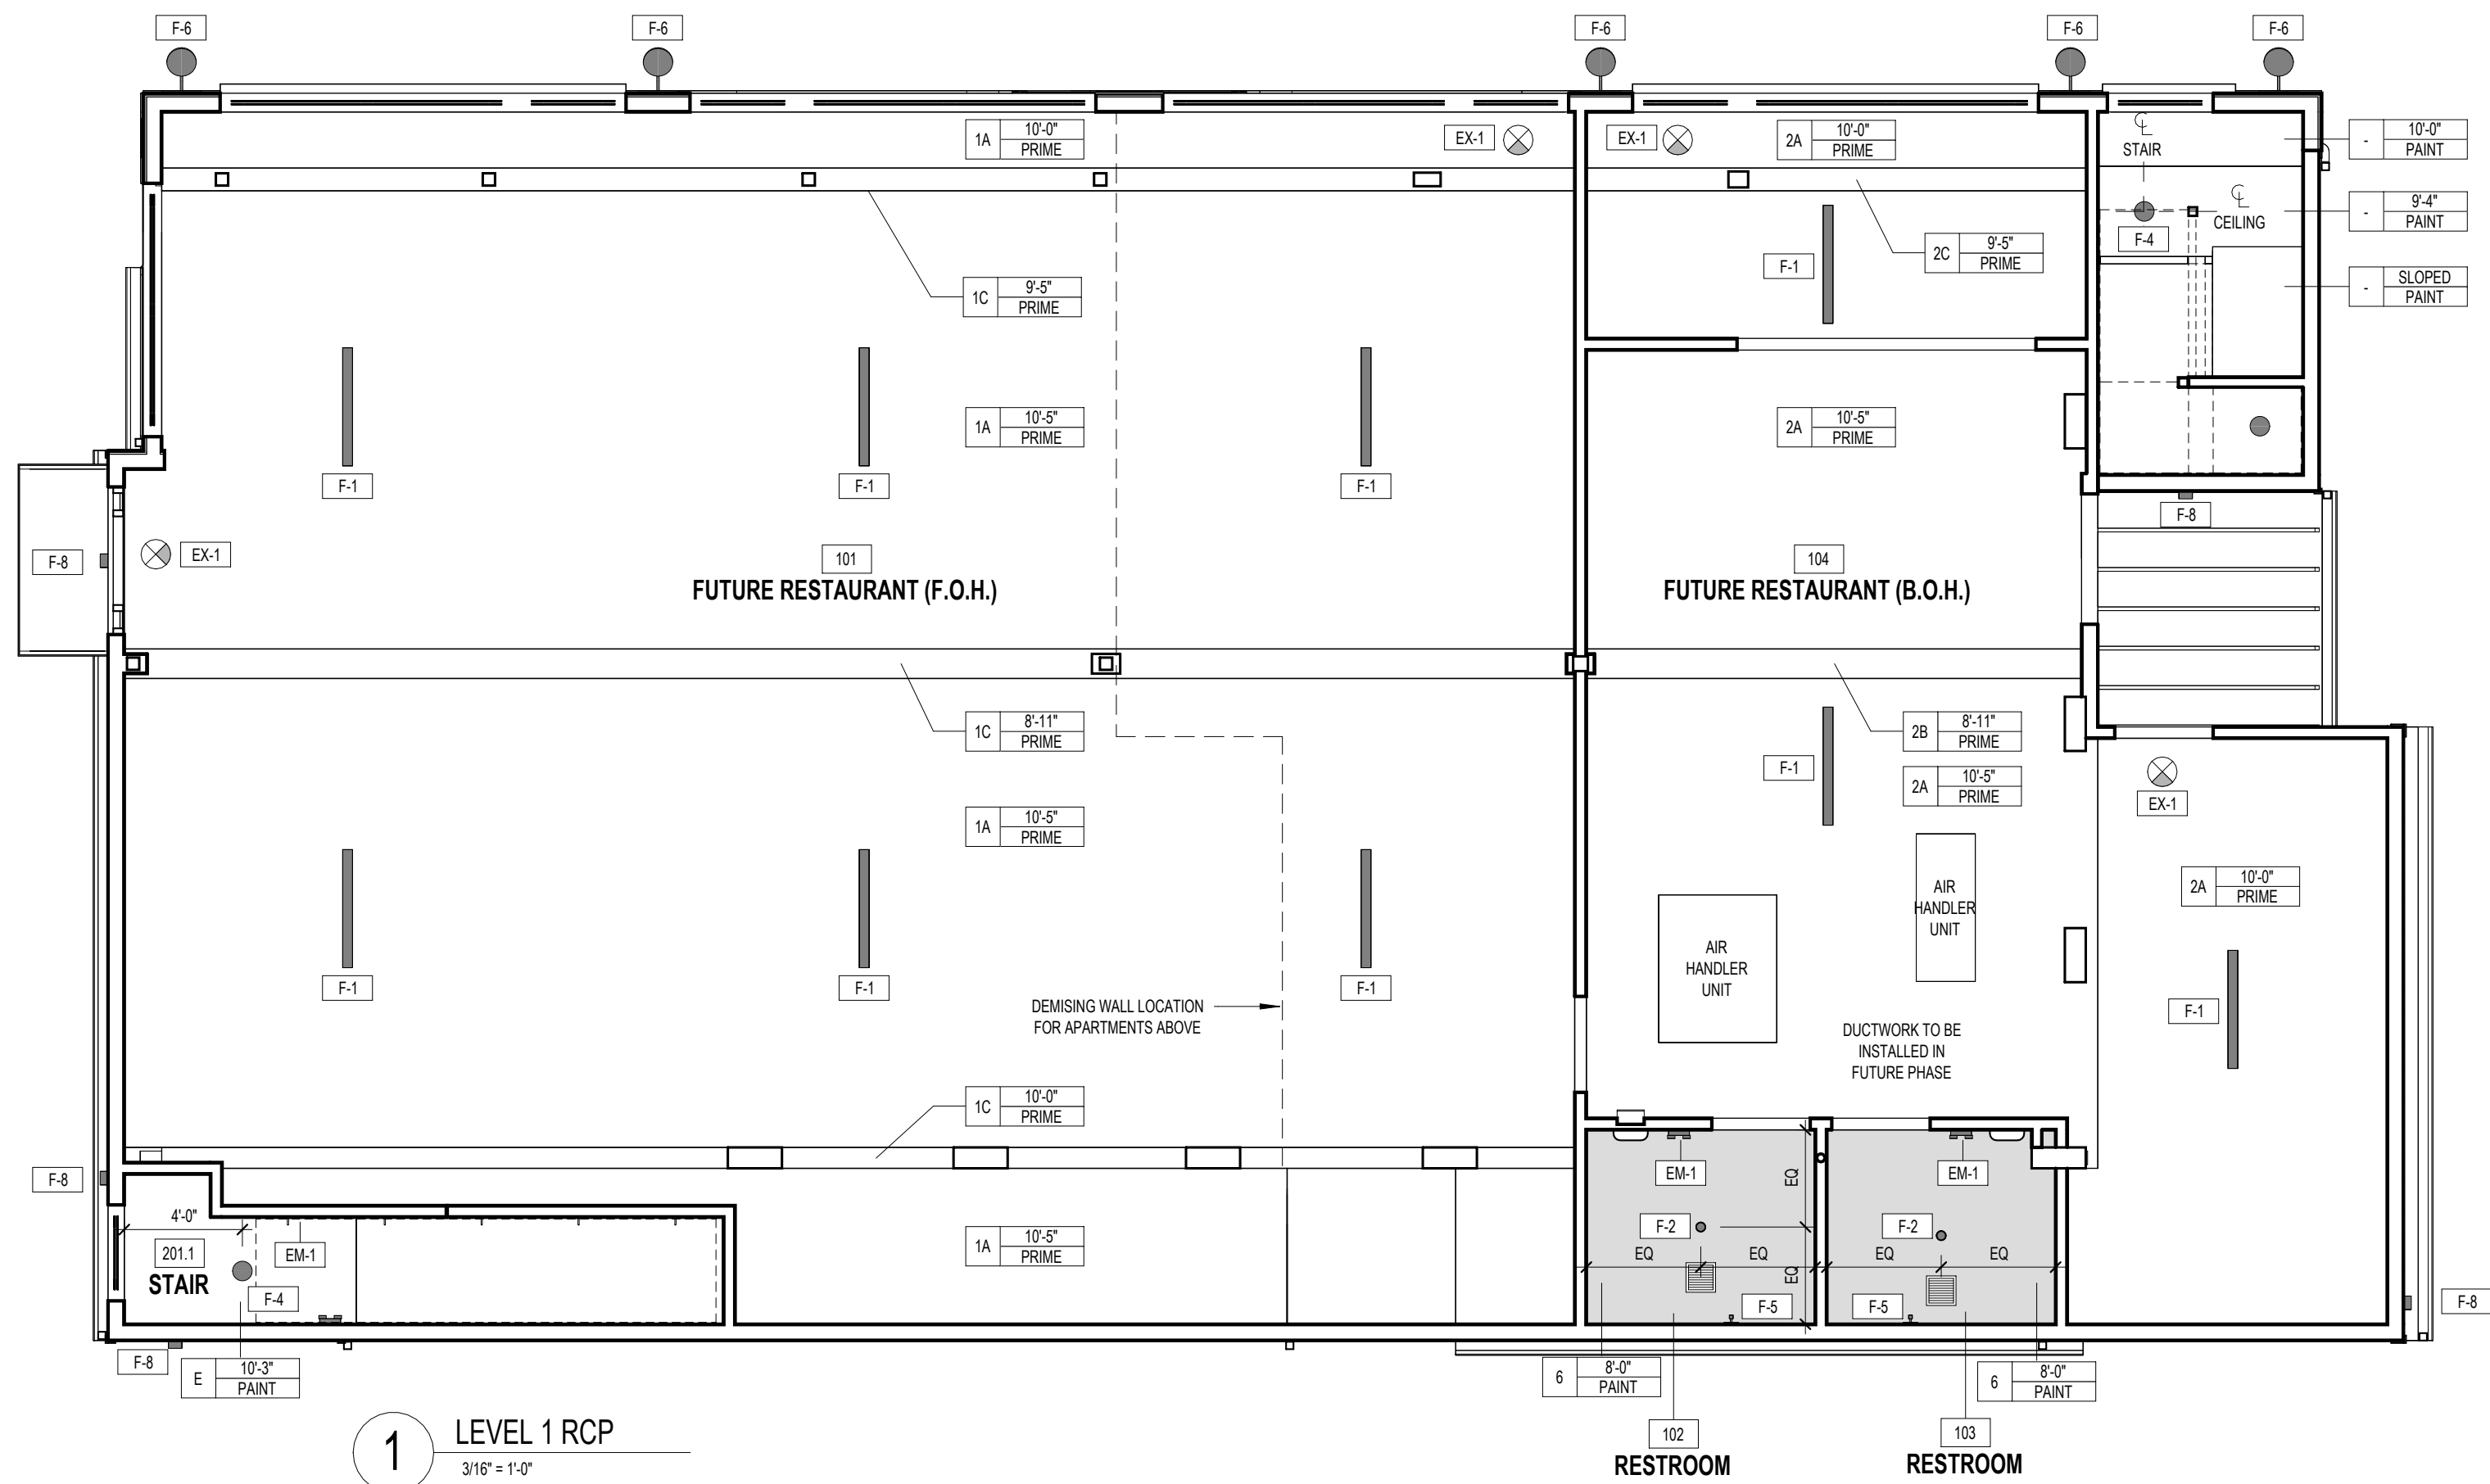 F-6
F-6
F-6
F-6
F-6
1A 10'-0"
PRIME
EX-1
EX-1
2A 10'-0"
PRIME
℄
STAIR
- 10'-0"
PAINT
℄
CEILING
- 9'-4"
PAINT
F-4
2C 9'-5"
PRIME
F-1
- SLOPED
PAINT
1C 9'-5"
PRIME
1A 10'-5"
PRIME
2A 10'-5"
PRIME
F-1
F-1
F-1
F-8
F-8
EX-1
101
FUTURE RESTAURANT (F.O.H.)
104
FUTURE RESTAURANT (B.O.H.)
1C 8'-11"
PRIME
2B 8'-11"
PRIME
F-1
2A 10'-5"
PRIME
EX-1
1A 10'-5"
PRIME
AIR
HANDLER
UNIT
2A 10'-0"
PRIME
AIR
HANDLER
UNIT
F-1
F-1
F-1
F-1
DEMISING WALL LOCATION
FOR APARTMENTS ABOVE
DUCTWORK TO BE
INSTALLED IN
FUTURE PHASE
1C 10'-0"
PRIME
F-8
EM-1
EQ
EM-1
4'-0"
201.1
STAIR
EM-1
F-4
1A 10'-5"
PRIME
F-2
EQ
EQ
EQ
F-2
EQ
EQ
F-5
F-5
F-8
F-8
E 10'-3"
PAINT
6 8'-0"
PAINT
6 8'-0"
PAINT
1
LEVEL 1 RCP
3/16" = 1'-0"
102
RESTROOM
103
RESTROOM